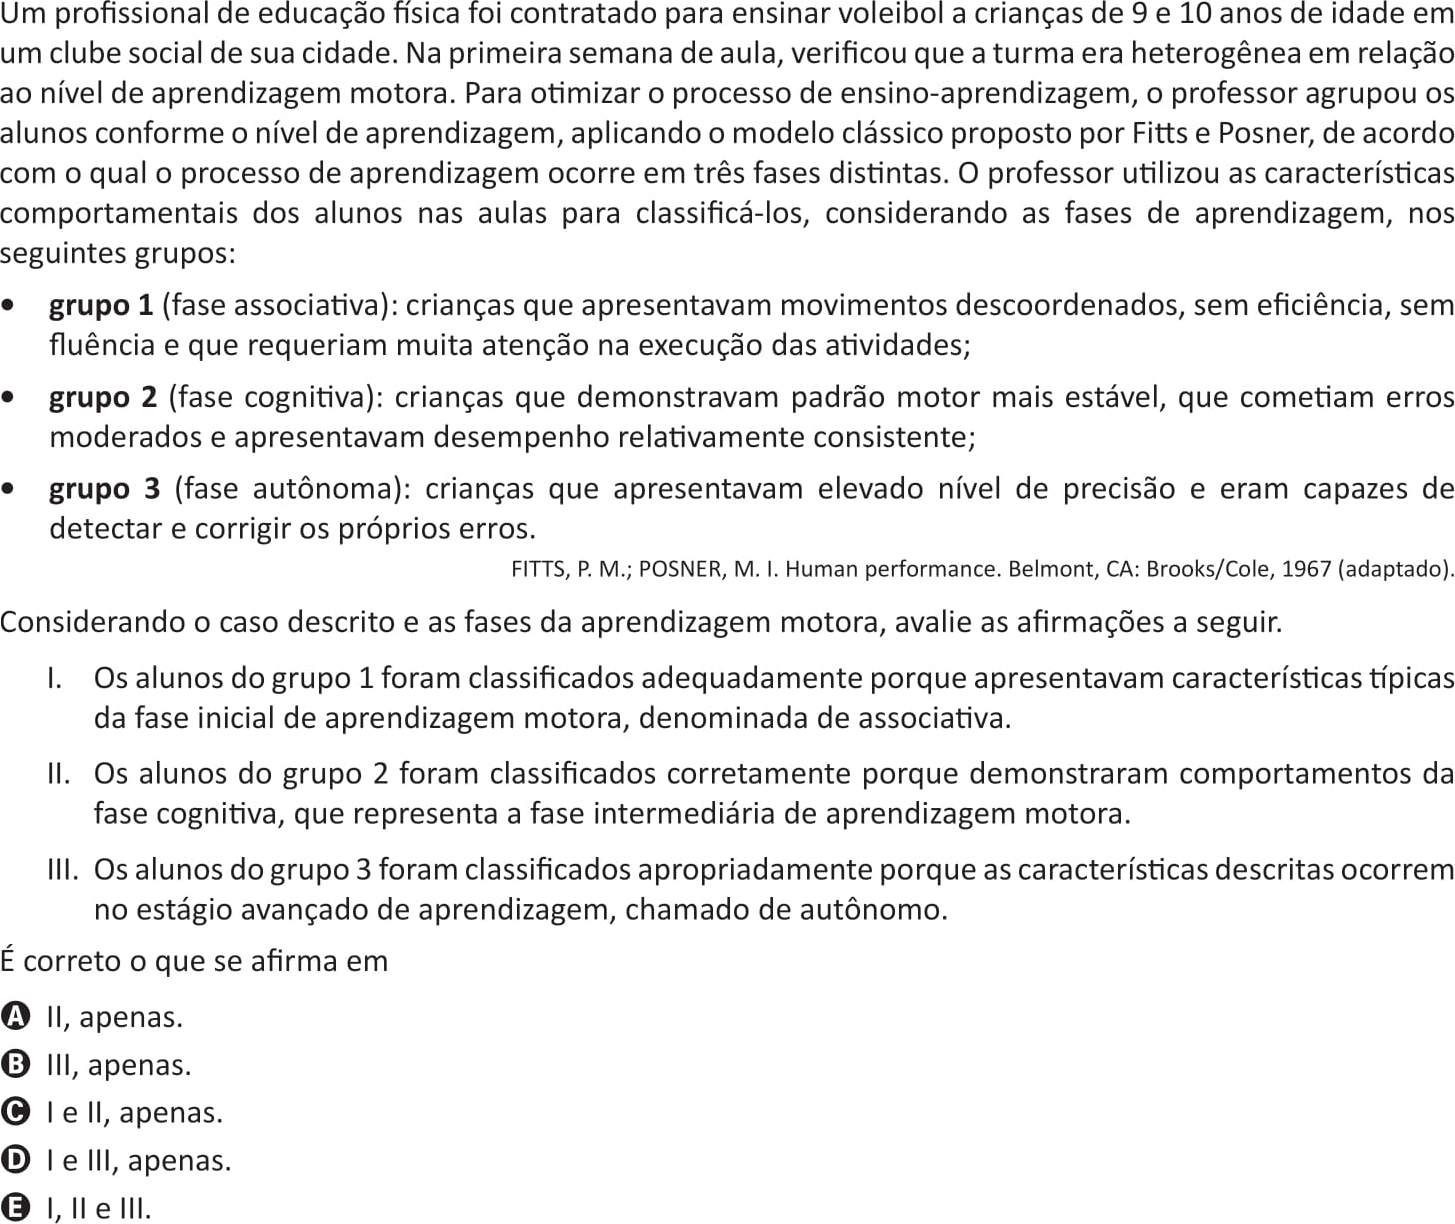 Um profissional de educação física foi contratado para ensinar voleibol a crianças de 9 e 10 anos de idade em
um clube social de sua cidade. Na primeira semana de aula, verificou que a turma era heterogênea em relação
ao nível de aprendizagem motora. Para otimizar o processo de ensino-aprendizagem, o professor agrupou os
alunos conforme o nível de aprendizagem, aplicando o modelo clássico proposto por Fitts e Posner, de acordo
com o qual o processo de aprendizagem ocorre em três fases distintas. O professor utilizou as características
comportamentais dos alunos nas aulas para classificá-los, considerando as fases de aprendizagem, nos
seguintes grupos:
• grupo 1 (fase associativa): crianças que apresentavam movimentos descoordenados, sem eficiência, sem
fluência e que requeriam muita atenção na execução das atividades;
• grupo 2 (fase cognitiva): crianças que demonstravam padrão motor mais estável, que cometiam erros
moderados e apresentavam desempenho relativamente consistente;
• grupo 3 (fase autônoma): crianças que apresentavam elevado nível de precisão e eram capazes de
detectar e corrigir os próprios erros.
FITTS, P. M.; POSNER, M. I. Human performance. Belmont, CA: Brooks/Cole, 1967 (adaptado).
Considerando o caso descrito e as fases da aprendizagem motora, avalie as afirmações a seguir.
I. Os alunos do grupo 1 foram classificados adequadamente porque apresentavam características típicas
da fase inicial de aprendizagem motora, denominada de associativa.
II. Os alunos do grupo 2 foram classificados corretamente porque demonstraram comportamentos da
fase cognitiva, que representa a fase intermediária de aprendizagem motora.
III. Os alunos do grupo 3 foram classificados apropriadamente porque as características descritas ocorrem
no estágio avançado de aprendizagem, chamado de autônomo.
É correto o que se afirma em
A II, apenas.
B III, apenas.
C I e II, apenas.
D I e III, apenas.
E I, II e III.